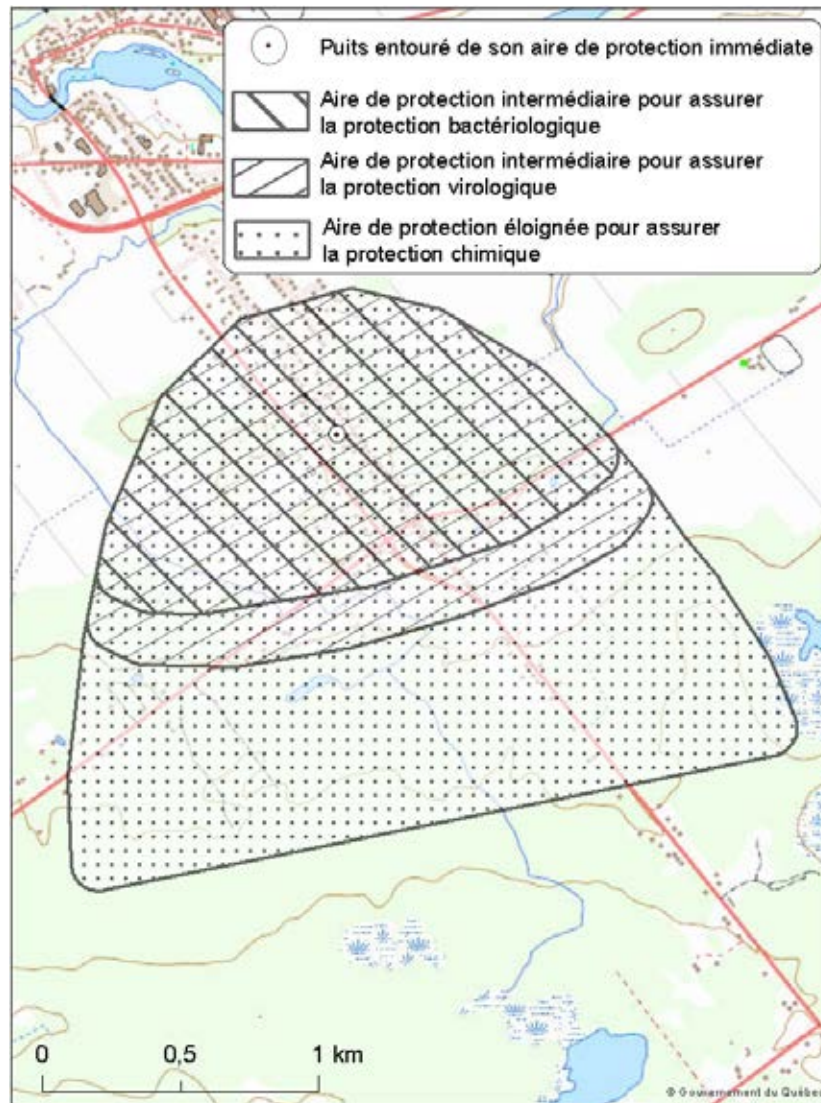 Puits entouré de son aire de protection immédiate
Aire de protection intermédiaire pour assurer
la protection bactériologique
Aire de protection intermédiaire pour assurer
la protection virologique
Aire de protection éloignée pour assurer
la protection chimique
0 0,5 1 km
© Gouvernement du Québec